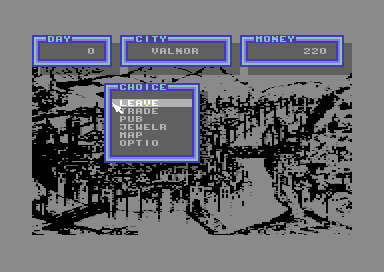 DAY
CITY
MONEY
0
VALNOR
220
CHOICE
LEAVE
TRADE
PUB
JEWELR
MAP
OPTIO